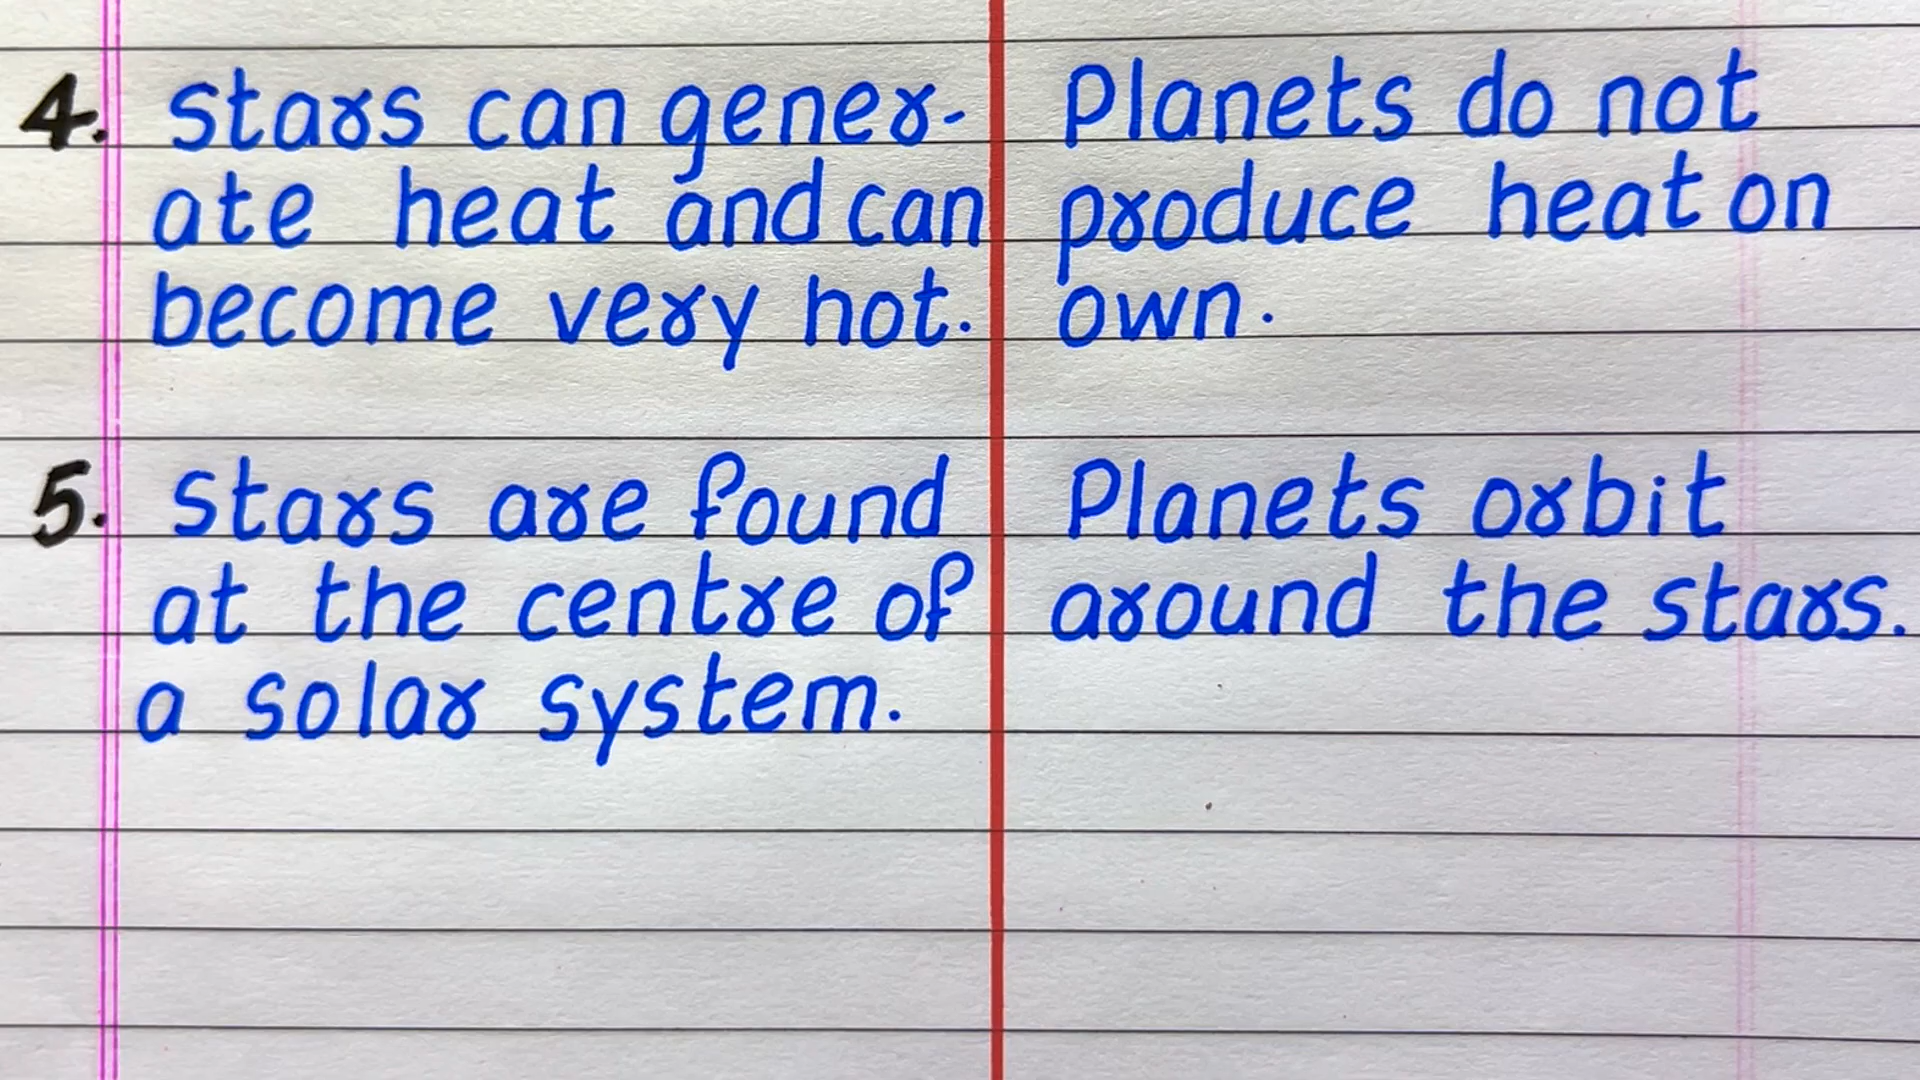 4. Stars can gener-
ate heat and can
become very hot.
Planets do not
produce heat on
own.
5. Stars are found
at the centre of
a solar system.
Planets orbit
around the stars.